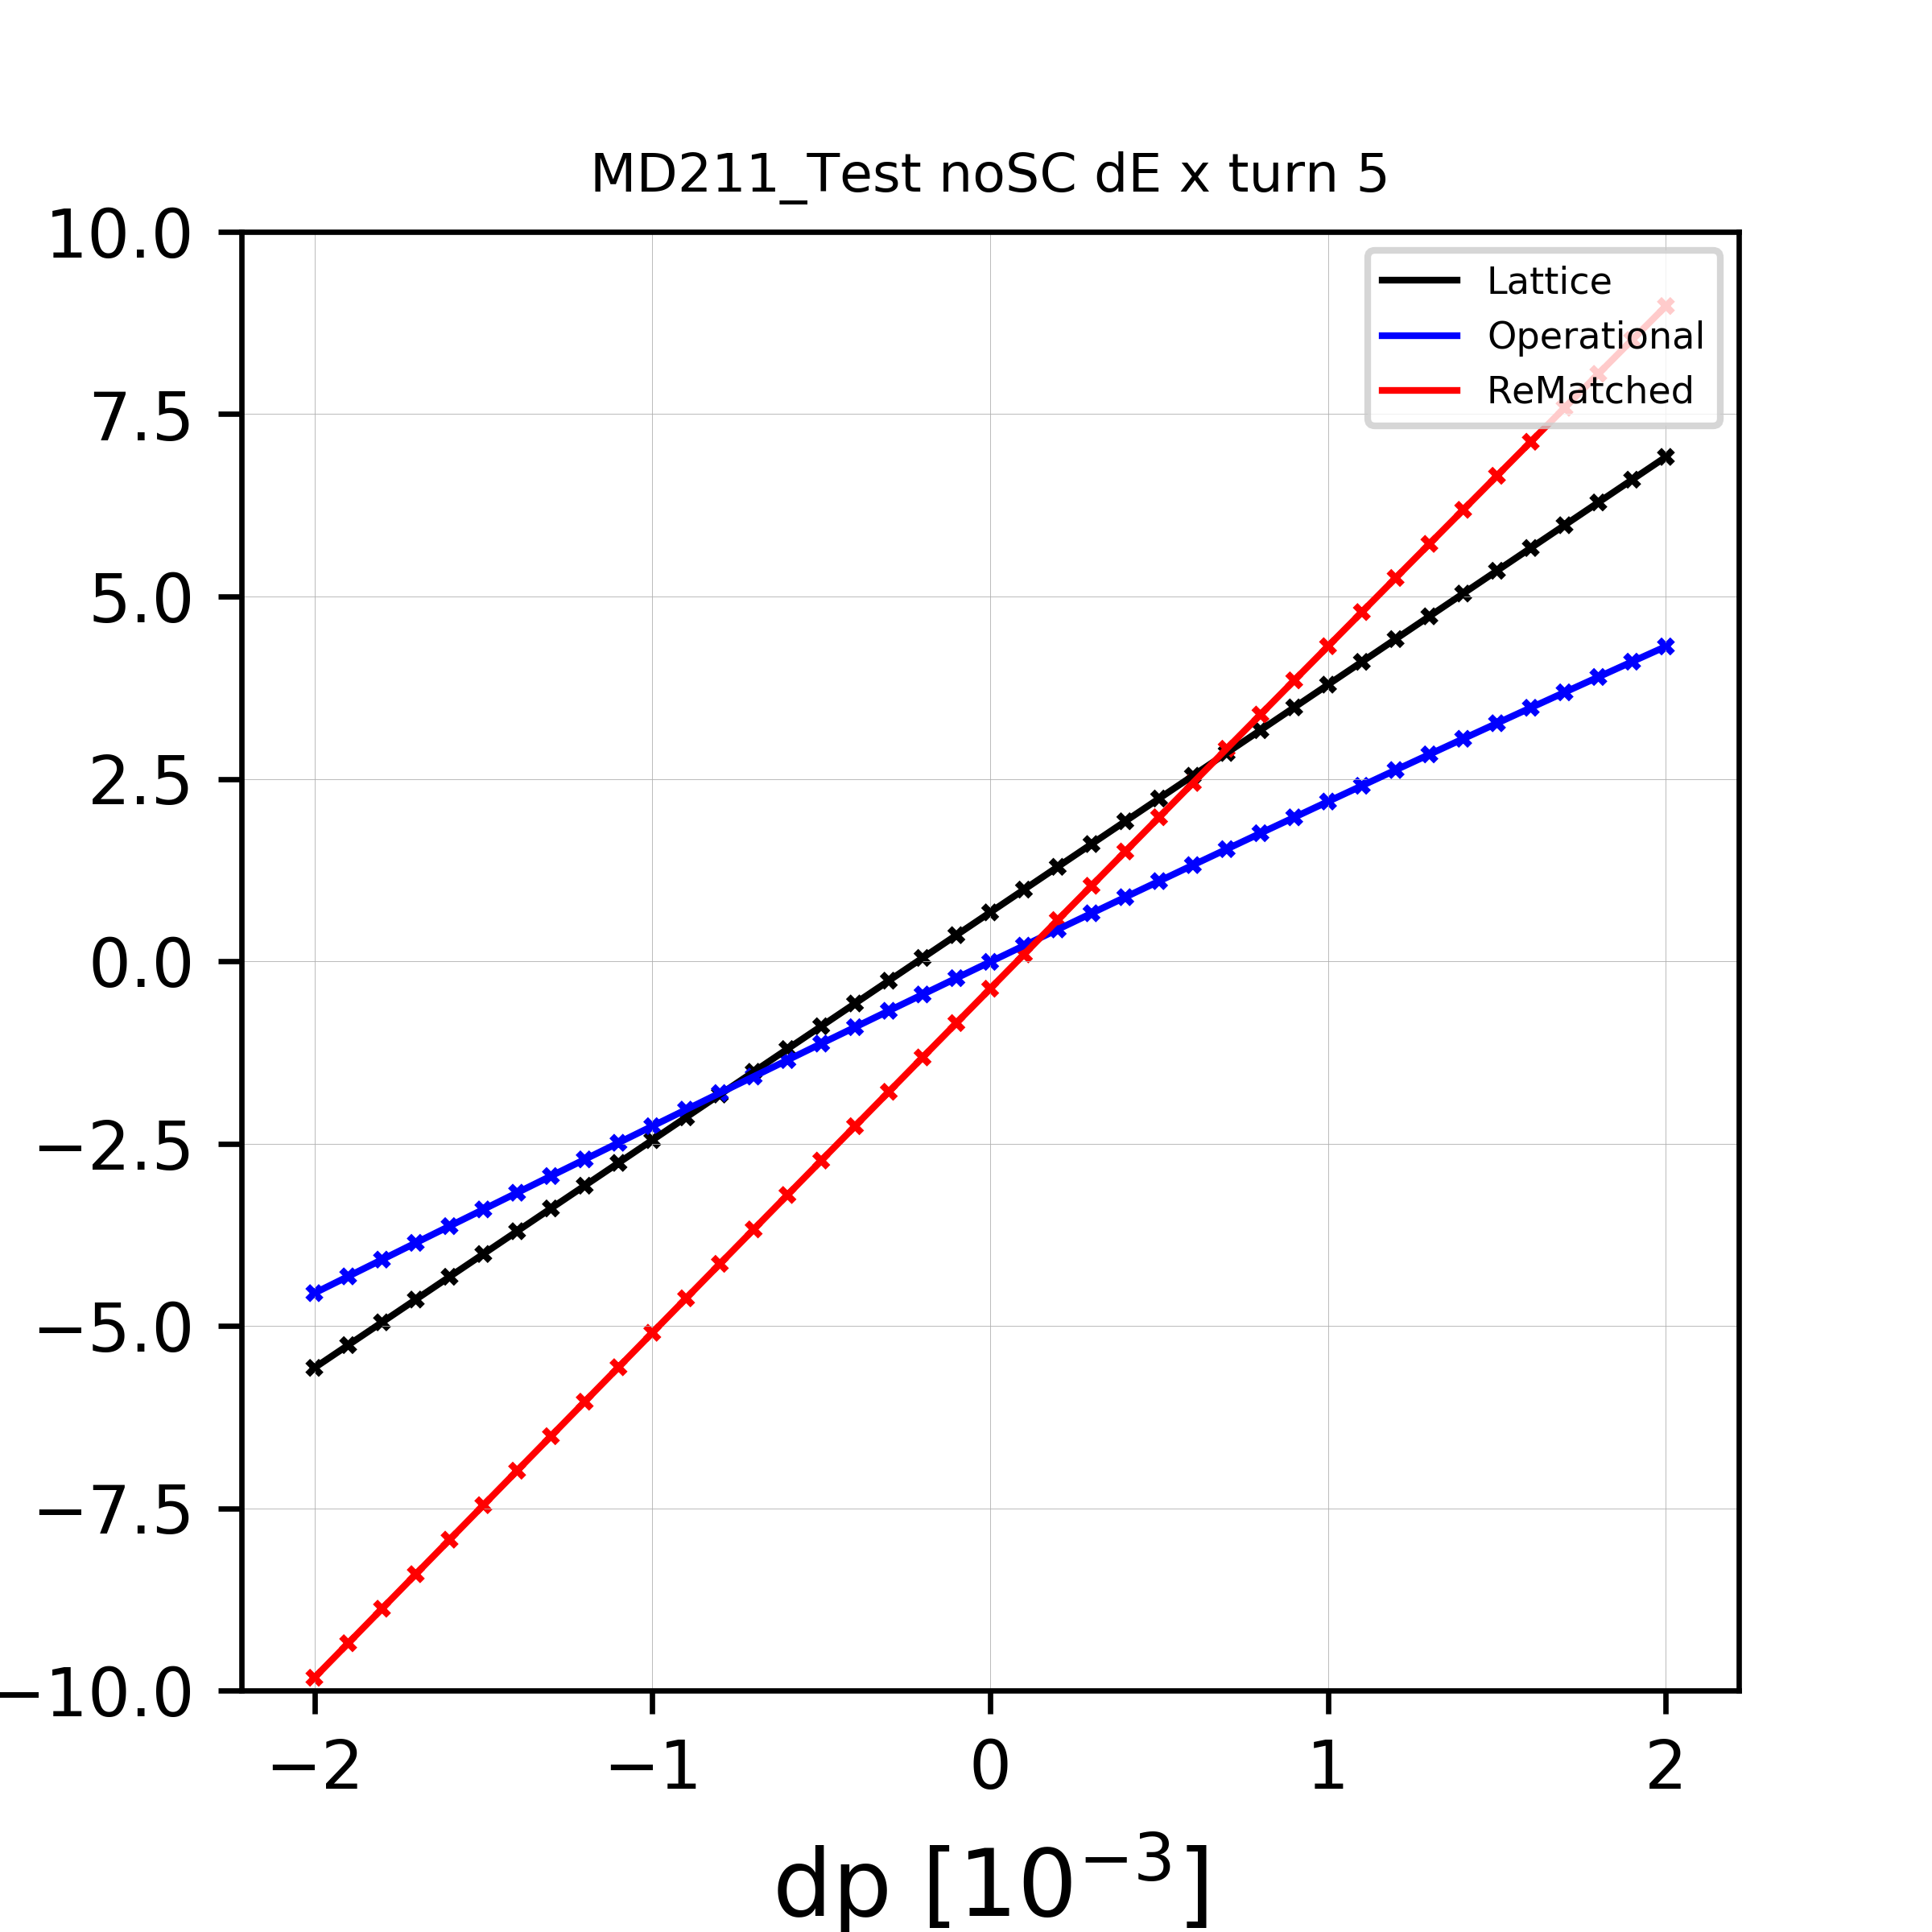 MD211_Test noSC dE x turn 5
10.0
7.5
5.0
2.5
0.0
−2.5
−5.0
−7.5
−10.0
Lattice
Operational
ReMatched
−2
−1
0
1
2
dp [10⁻³]